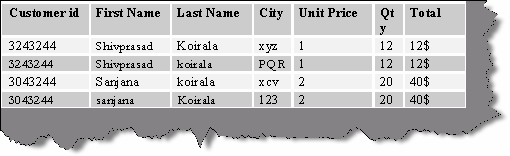 Customer id First Name Last Name City Unit Price Qty Total
3243244 Shivprasad Koirala xyz 1 12 12$
3243244 Shivprasad koirala PQR 1 12 12$
3043244 Sanjana koirala xcv 2 20 40$
3043244 sanjana Koirala 123 2 20 40$